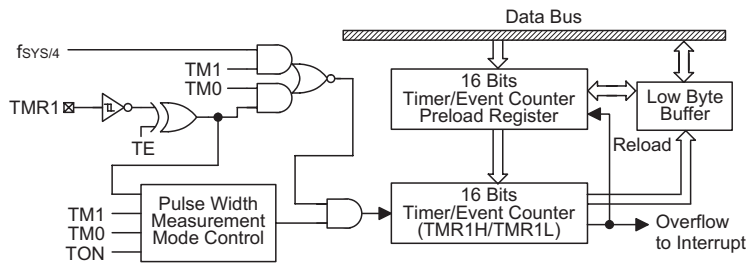 Data Bus
fSYS/4
TM1
TM0
TMR1
TE
16 Bits
Timer/Event Counter
Preload Register
Low Byte
Buffer
Reload
TM1
TM0
TON
Pulse Width
Measurement
Mode Control
16 Bits
Timer/Event Counter
(TMR1H/TMR1L)
Overflow
to Interrupt